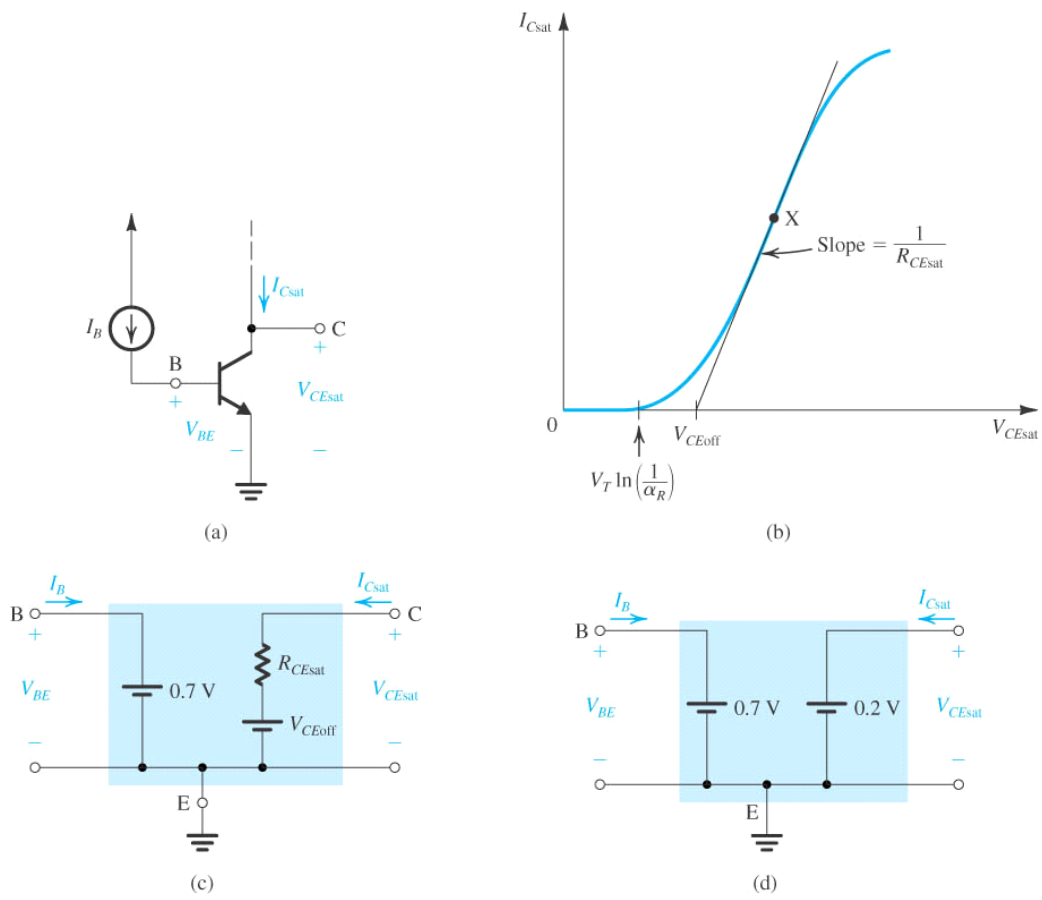 I_Csat
X
Slope = 1/R_CEsat
0
V_CEoff
V_CEsat
V_T ln(1/α_R)
(b)
I_Csat
I_B
C
B
+
+
V_CEsat
V_BE
−
−
(a)
I_B
I_Csat
B
C
+
+
R_CEsat
V_BE
0.7 V
V_CEsat
V_CEoff
−
−
E
(c)
I_B
I_Csat
B
+
+
V_BE
0.7 V
0.2 V
V_CEsat
−
−
E
(d)